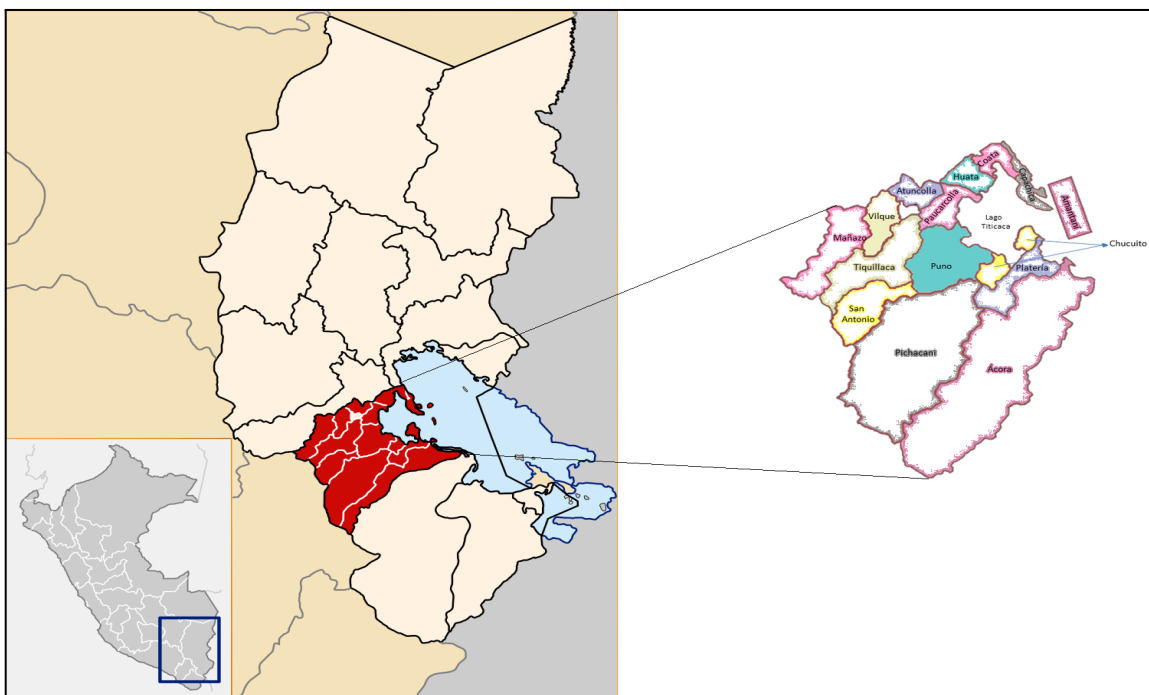 Coata
Huata
Capachica
Atuncolla
Amantaní
Paucarcolla
Vilque
Lago
Titicaca
Mañazo
Chucuito
Tiquillaca
Puno
Platería
San
Antonio
Pichacani
Ácora